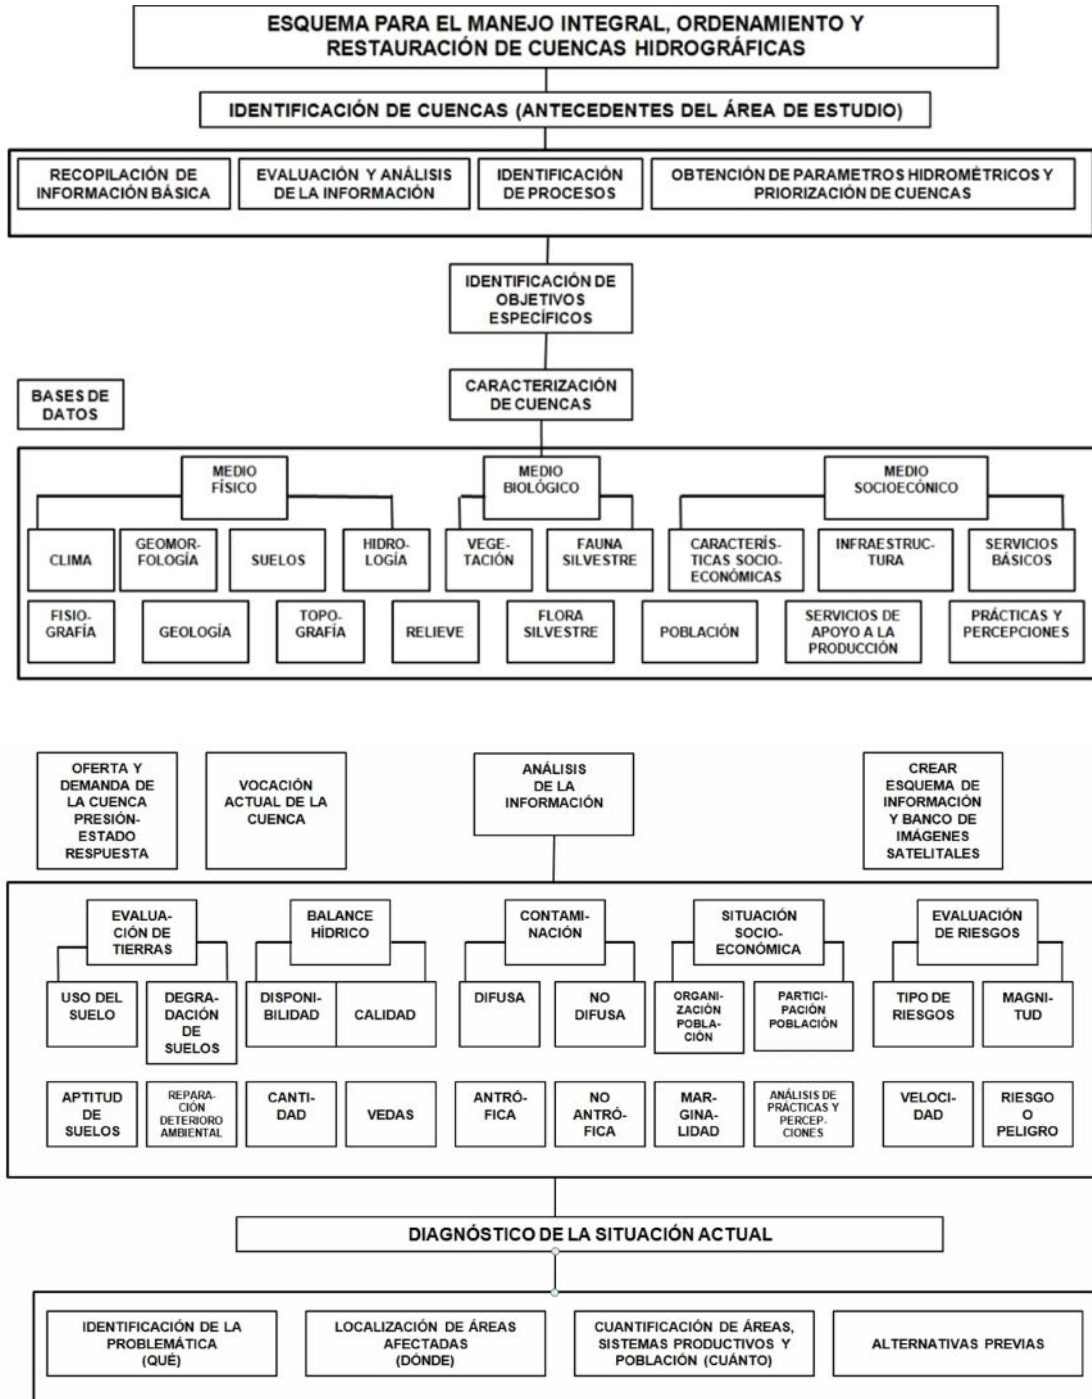 ESQUEMA PARA EL MANEJO INTEGRAL, ORDENAMIENTO Y
RESTAURACIÓN DE CUENCAS HIDROGRÁFICAS
IDENTIFICACIÓN DE CUENCAS (ANTECEDENTES DEL ÁREA DE ESTUDIO)
RECOPILACIÓN DE
INFORMACIÓN BÁSICA
EVALUACIÓN Y ANÁLISIS
DE LA INFORMACIÓN
IDENTIFICACIÓN
DE PROCESOS
OBTENCIÓN DE PARAMETROS HIDROMÉTRICOS Y
PRIORIZACIÓN DE CUENCAS
IDENTIFICACIÓN DE
OBJETIVOS
ESPECÍFICOS
CARACTERIZACIÓN
DE CUENCAS
BASES DE
DATOS
MEDIO
FÍSICO
MEDIO
BIOLÓGICO
MEDIO
SOCIOECÓNICO
CLIMA
GEOMOR-
FOLOGÍA
SUELOS
HIDRO-
LOGÍA
VEGE-
TACIÓN
FAUNA
SILVESTRE
CARACTERÍS-
TICAS SOCIO-
ECONÓMICAS
INFRAESTRUC-
TURA
SERVICIOS
BÁSICOS
FISIO-
GRAFÍA
GEOLOGÍA
TOPO-
GRAFÍA
RELIEVE
FLORA
SILVESTRE
POBLACIÓN
SERVICIOS DE
APOYO A LA
PRODUCCIÓN
PRÁCTICAS Y
PERCEPCIONES
OFERTA Y
DEMANDA DE
LA CUENCA
PRESIÓN-
ESTADO
RESPUESTA
VOCACIÓN
ACTUAL DE LA
CUENCA
ANÁLISIS
DE LA
INFORMACIÓN
CREAR
ESQUEMA DE
INFORMACIÓN
Y BANCO DE
IMÁGENES
SATELITALES
EVALUA-
CIÓN DE
TIERRAS
BALANCE
HÍDRICO
CONTAMI-
NACIÓN
SITUACIÓN
SOCIO-
ECONÓMICA
EVALUACIÓN
DE RIESGOS
USO DEL
SUELO
DEGRA-
DACIÓN
DE
SUELOS
DISPONI-
BILIDAD
CALIDAD
DIFUSA
NO
DIFUSA
ORGANI-
ZACIÓN
POBLA-
CIÓN
PARTICI-
PACIÓN
POBLACIÓN
TIPO DE
RIESGOS
MAGNI-
TUD
APTITUD
DE
SUELOS
REPARA-
CIÓN
DETERIORO
AMBIENTAL
CANTI-
DAD
VEDAS
ANTRÓ-
FICA
NO
ANTRÓ-
FICA
MAR-
GINA-
LIDAD
ANÁLISIS DE
PRÁCTICAS Y
PERCEP-
CIONES
VELOCI-
DAD
RIESGO
O
PELIGRO
DIAGNÓSTICO DE LA SITUACIÓN ACTUAL
IDENTIFICACIÓN DE LA
PROBLEMÁTICA
(QUÉ)
LOCALIZACIÓN DE ÁREAS
AFECTADAS
(DÓNDE)
CUANTIFICACIÓN DE ÁREAS,
SISTEMAS PRODUCTIVOS Y
POBLACIÓN (CUÁNTO)
ALTERNATIVAS PREVIAS